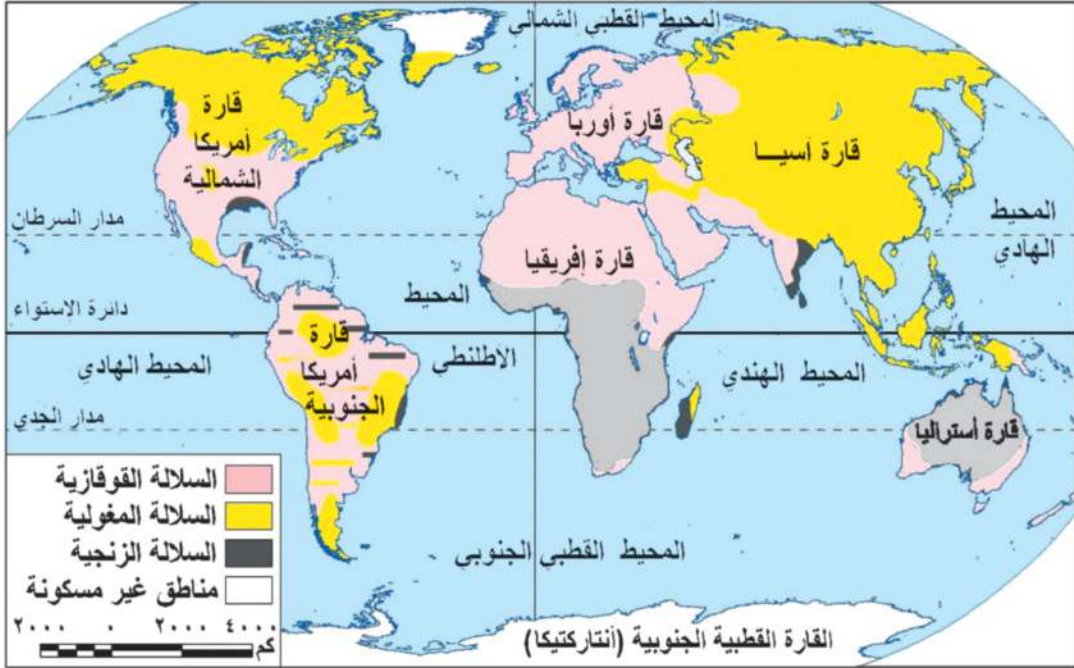 المحيط القطبي الشمالي
قارة
أمريكا
الشمالية
قارة أوربا
قارة أسيـــا
مدار السرطان
المحيط
الهادي
قارة إفريقيا
المحيط
دائرة الاستواء
قارة
الأطلنطي
المحيط الهادي
أمريكا
المحيط الهندي
الجنوبية
مدار الجدي
قارة أستراليا
السلالة القوقازية
السلالة المغولية
السلالة الزنجية
مناطق غير مسكونة
٢٠٠٠ ٠ ٢٠٠٠ ٤٠٠٠
كم
المحيط القطبي الجنوبي
القارة القطبية الجنوبية (أنتاركتيكا)